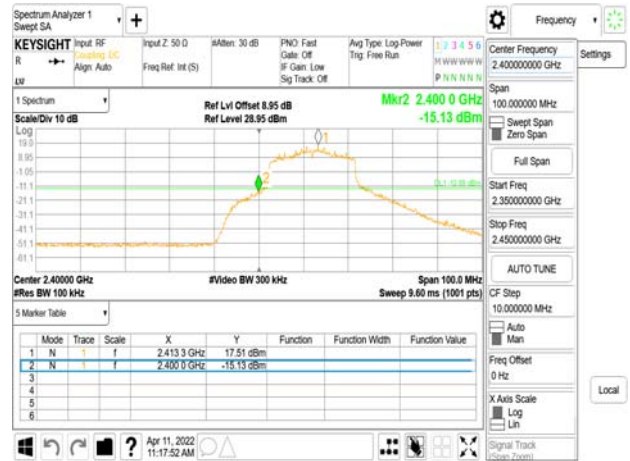 Spectrum Analyzer 1
Swept SA
Frequency
KEYSIGHT
R
Input: RF
Coupling: DC
Align: Auto
Input Z: 50 Ω
Freq Ref: Int (S)
#Atten: 30 dB
PNO: Fast
Gate: Off
IF Gain: Low
Sig Track: Off
Avg Type: Log-Power
Trig: Free Run
1 2 3 4 5 6
M W W W W W
P N N N N N
Settings
1 Spectrum
Scale/Div 10 dB
Ref Lvl Offset 8.95 dB
Ref Level 28.95 dBm
Mkr2 2.400 0 GHz
-15.13 dBm
Log
19.0
8.95
-1.05
-11.1
-21.1
-31.1
-41.1
-51.1
-61.1
1
2
Center 2.40000 GHz
#Res BW 100 kHz
#Video BW 300 kHz
Span 100.0 MHz
Sweep 9.60 ms (1001 pts)
5 Marker Table
Mode Trace Scale X Y Function Function Width Function Value
1 N 1 f 2.413 3 GHz 17.51 dBm
2 N 1 f 2.400 0 GHz -15.13 dBm
3
4
5
6
Center Frequency
2.400000000 GHz
Span
100.000000 MHz
Swept Span
Zero Span
Full Span
Start Freq
2.350000000 GHz
Stop Freq
2.450000000 GHz
AUTO TUNE
CF Step
10.000000 MHz
Auto
Man
Freq Offset
0 Hz
X Axis Scale
Log
Lin
Signal Track
(Span Zoom)
Local
?
Apr 11, 2022
11:17:52 AM